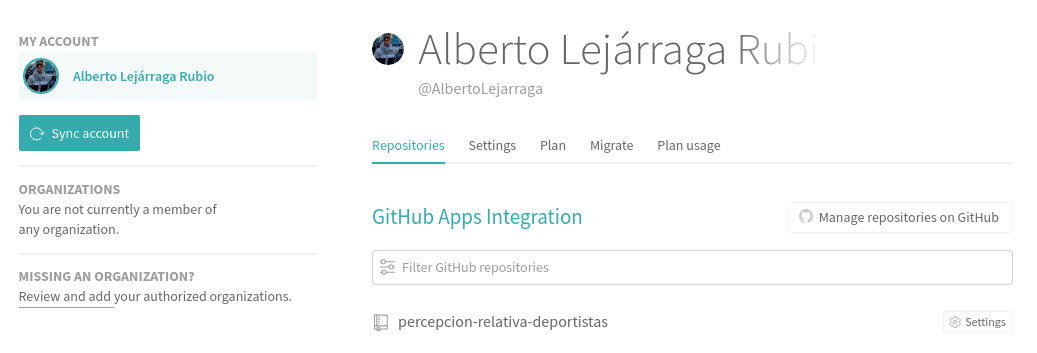 MY ACCOUNT
Alberto Lejárraga Rubio
Sync account
ORGANIZATIONS
You are not currently a member of
any organization.
MISSING AN ORGANIZATION?
Review and add your authorized organizations.
Alberto Lejárraga Rubi
@AlbertoLejarraga
Repositories Settings Plan Migrate Plan usage
GitHub Apps Integration
Manage repositories on GitHub
Filter GitHub repositories
percepcion-relativa-deportistas
Settings